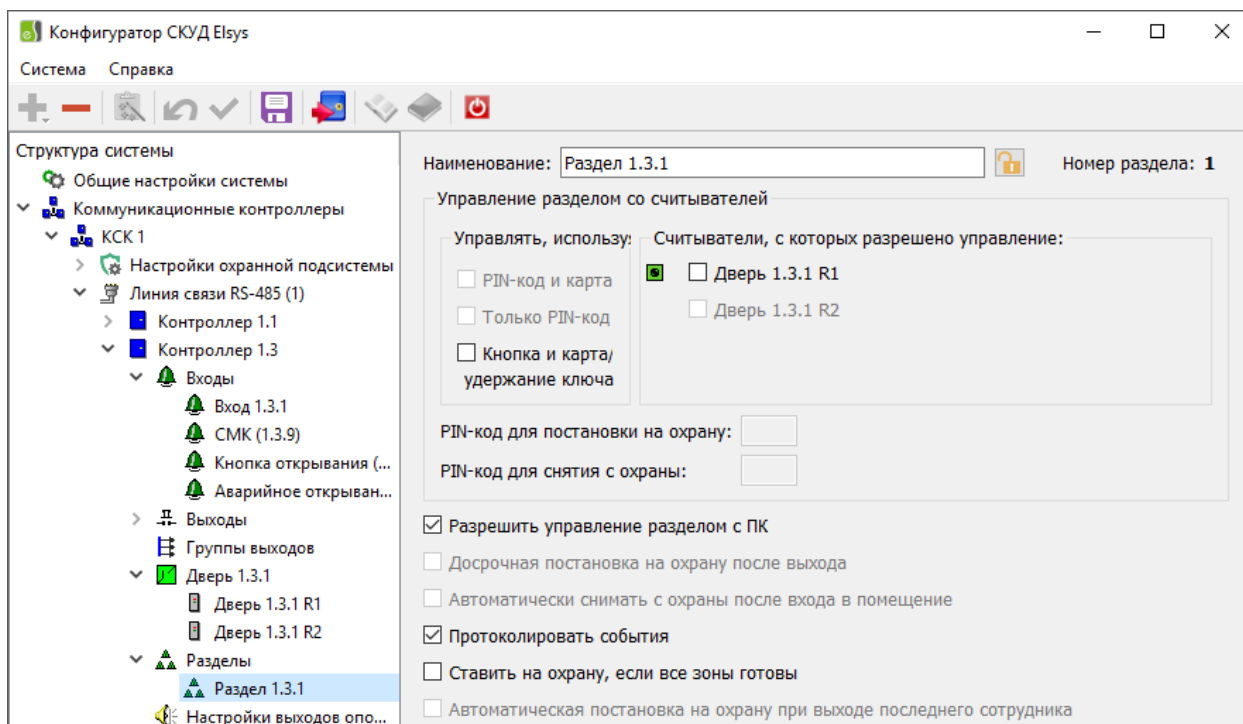 Конфигуратор СКУД Elsys
Система Справка
Структура системы
Общие настройки системы
Коммуникационные контроллеры
КСК 1
Настройки охранной подсистемы
Линия связи RS-485 (1)
Контроллер 1.1
Контроллер 1.3
Входы
Вход 1.3.1
СМК (1.3.9)
Кнопка открывания (...
Аварийное открыван...
Выходы
Группы выходов
Дверь 1.3.1
Дверь 1.3.1 R1
Дверь 1.3.1 R2
Разделы
Раздел 1.3.1
Настройки выходов опо...
Наименование: Раздел 1.3.1 Номер раздела: 1
Управление разделом со считывателей
Управлять, использу
PIN-код и карта
Только PIN-код
Кнопка и карта/
удержание ключа
Считыватели, с которых разрешено управление:
Дверь 1.3.1 R1
Дверь 1.3.1 R2
PIN-код для постановки на охрану:
PIN-код для снятия с охраны:
Разрешить управление разделом с ПК
Досрочная постановка на охрану после выхода
Автоматически снимать с охраны после входа в помещение
Протоколировать события
Ставить на охрану, если все зоны готовы
Автоматическая постановка на охрану при выходе последнего сотрудника